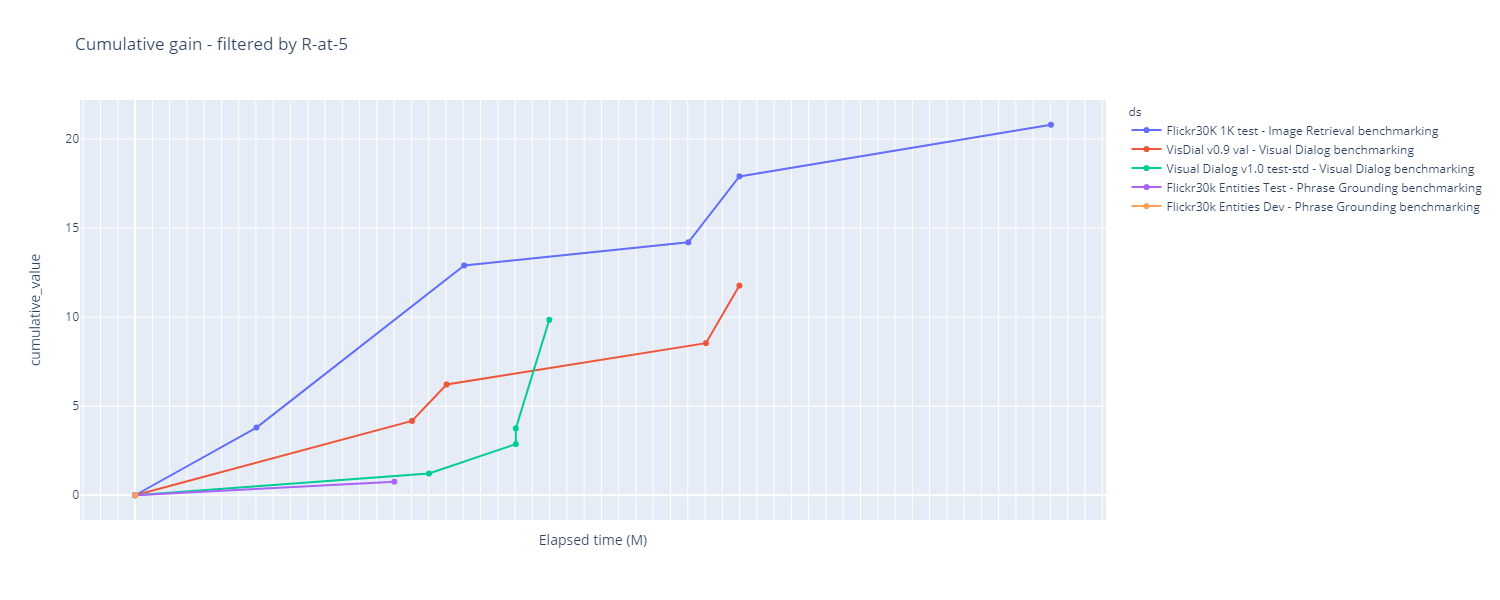 Cumulative gain - filtered by R-at-5
20
15
10
5
0
cumulative_value
Elapsed time (M)
ds
Flickr30K 1K test - Image Retrieval benchmarking
VisDial v0.9 val - Visual Dialog benchmarking
Visual Dialog v1.0 test-std - Visual Dialog benchmarking
Flickr30k Entities Test - Phrase Grounding benchmarking
Flickr30k Entities Dev - Phrase Grounding benchmarking